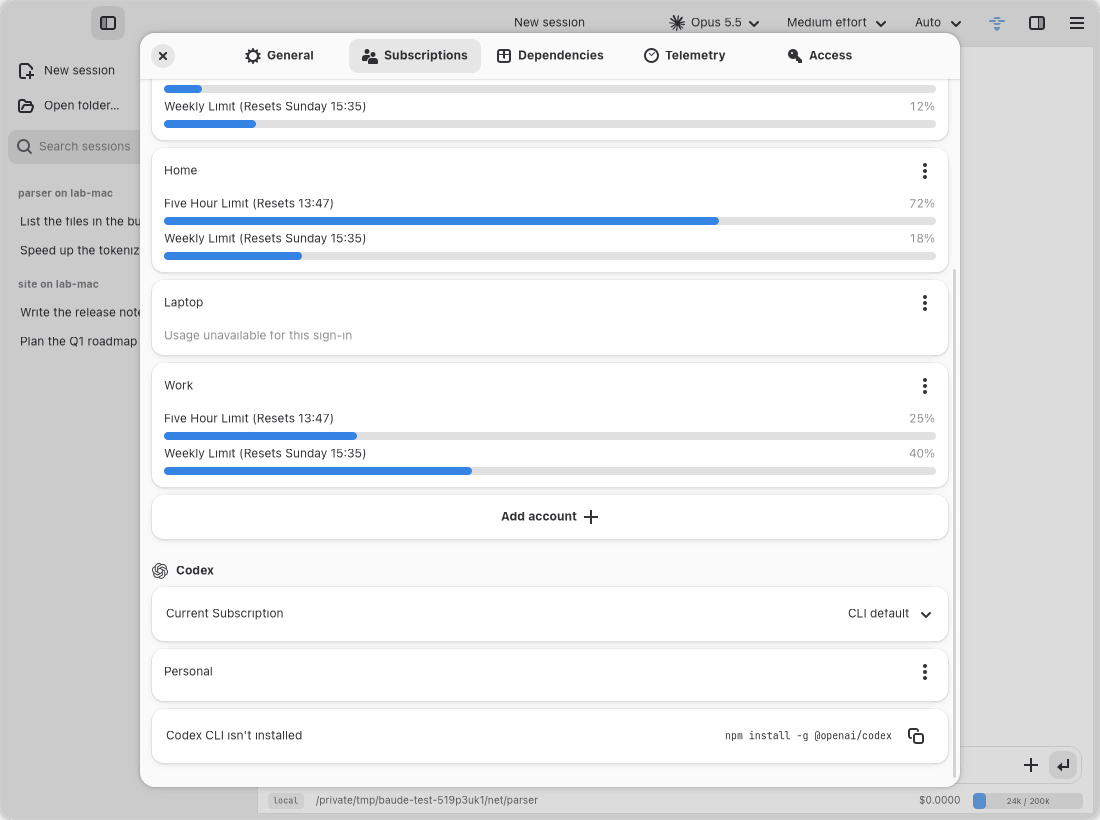 New session
Opus 5.5
Medium effort
Auto
General
Subscriptions
Dependencies
Telemetry
Access
New session
Open folder...
Search sessions
parser on lab-mac
List the files in the bu
Speed up the tokeniz
site on lab-mac
Write the release note
Plan the Q1 roadmap
Weekly Limit (Resets Sunday 15:35) 12%
Home
Five Hour Limit (Resets 13:47) 72%
Weekly Limit (Resets Sunday 15:35) 18%
Laptop
Usage unavailable for this sign-in
Work
Five Hour Limit (Resets 13:47) 25%
Weekly Limit (Resets Sunday 15:35) 40%
Add account
Codex
Current Subscription CLI default
Personal
Codex CLI isn't installed npm install -g @openai/codex
local /private/tmp/baude-test-519p3uk1/net/parser $0.0000 24k / 200k